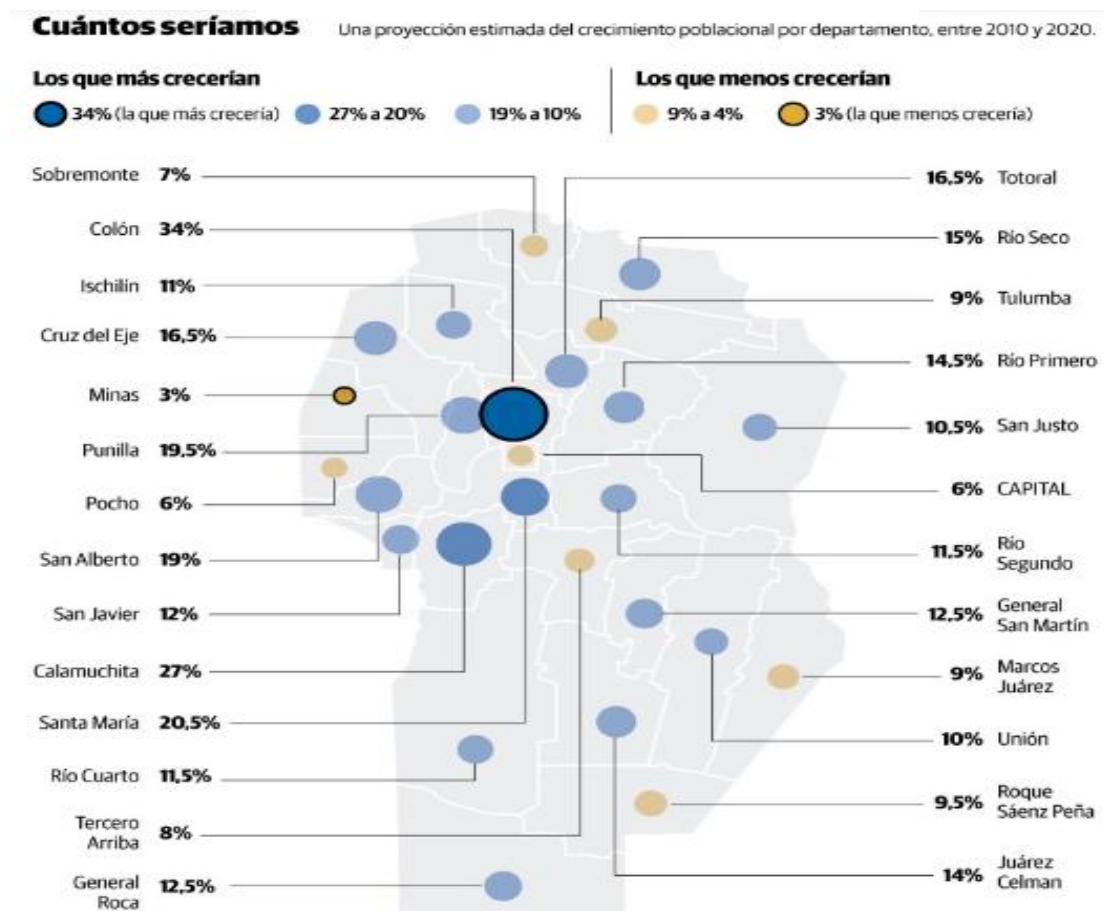 Cuántos seríamos
Una proyección estimada del crecimiento poblacional por departamento, entre 2010 y 2020.
Los que más crecerían
34% (la que más crecería)
27% a 20%
19% a 10%
Los que menos crecerían
9% a 4%
3% (la que menos crecería)
Sobremonte 7%
Colón 34%
Ischilín 11%
Cruz del Eje 16,5%
Minas 3%
Punilla 19,5%
Pocho 6%
San Alberto 19%
San Javier 12%
Calamuchita 27%
Santa María 20,5%
Río Cuarto 11,5%
Tercero
Arriba 8%
General
Roca 12,5%
16,5% Totoral
15% Río Seco
9% Tulumba
14,5% Río Primero
10,5% San Justo
6% CAPITAL
11,5% Río
Segundo
12,5% General
San Martín
9% Marcos
Juárez
10% Unión
9,5% Roque
Sáenz Peña
14% Juárez
Celman